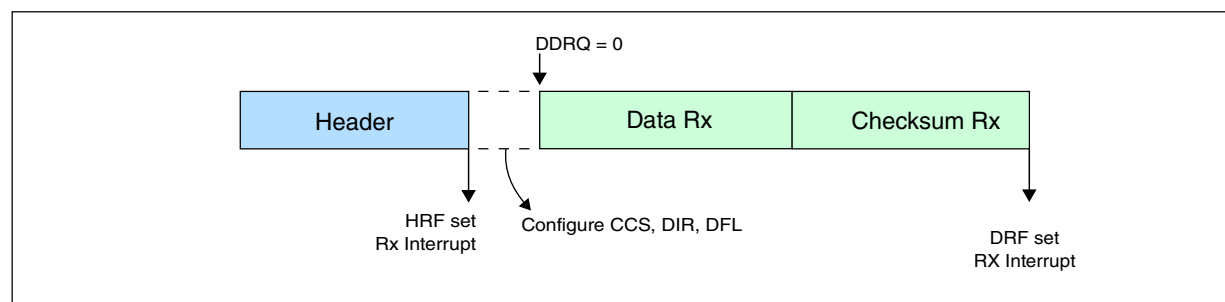 DDRQ = 0
Header
Data Rx
Checksum Rx
HRF set
Rx Interrupt
Configure CCS, DIR, DFL
DRF set
RX Interrupt